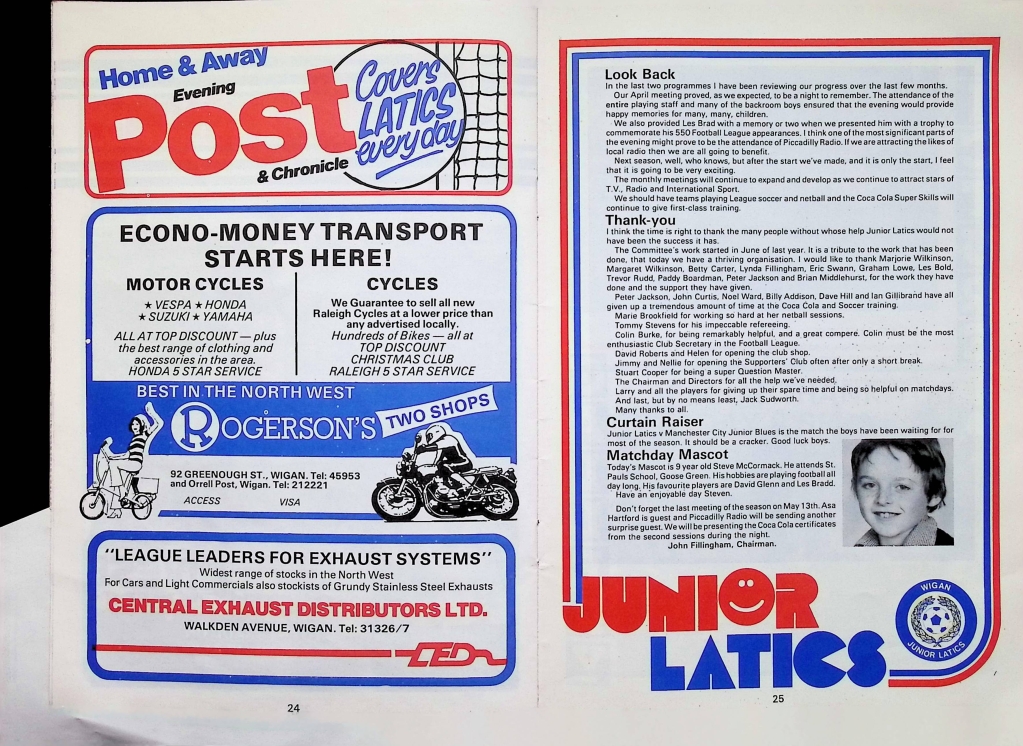 Home & Away
Evening
Post
& Chronicle
Covers
LATICS
everyday
ECONO-MONEY TRANSPORT
STARTS HERE!
MOTOR CYCLES
★ VESPA ★ HONDA
★ SUZUKI ★ YAMAHA
ALL AT TOP DISCOUNT — plus
the best range of clothing and
accessories in the area.
HONDA 5 STAR SERVICE
CYCLES
We Guarantee to sell all new
Raleigh Cycles at a lower price than
any advertised locally.
Hundreds of Bikes — all at
TOP DISCOUNT
CHRISTMAS CLUB
RALEIGH 5 STAR SERVICE
BEST IN THE NORTH WEST
ROGERSON'S
TWO SHOPS
92 GREENOUGH ST., WIGAN. Tel: 45953
and Orrell Post, Wigan. Tel: 212221
ACCESS VISA
"LEAGUE LEADERS FOR EXHAUST SYSTEMS"
Widest range of stocks in the North West
For Cars and Light Commercials also stockists of Grundy Stainless Steel Exhausts
CENTRAL EXHAUST DISTRIBUTORS LTD.
WALKDEN AVENUE, WIGAN. Tel: 31326/7
CED
24
Look Back
In the last two programmes I have been reviewing our progress over the last few months.
Our April meeting proved, as we expected, to be a night to remember. The attendance of the
entire playing staff and many of the backroom boys ensured that the evening would provide
happy memories for many, many, children.
We also provided Les Brad with a memory or two when we presented him with a trophy to
commemorate his 550 Football League appearances. I think one of the most significant parts of
the evening might prove to be the attendance of Piccadilly Radio. If we are attracting the likes of
local radio then we are all going to benefit.
Next season, well, who knows, but after the start we've made, and it is only the start, I feel
that it is going to be very exciting.
The monthly meetings will continue to expand and develop as we continue to attract stars of
T.V., Radio and International Sport.
We should have teams playing League soccer and netball and the Coca Cola Super Skills will
continue to give first-class training.
Thank-you
I think the time is right to thank the many people without whose help Junior Latics would not
have been the success it has.
The Committee's work started in June of last year. It is a tribute to the work that has been
done, that today we have a thriving organisation. I would like to thank Marjorie Wilkinson,
Margaret Wilkinson, Betty Carter, Lynda Fillingham, Eric Swann, Graham Lowe, Les Bold,
Trevor Rudd, Paddy Boardman, Peter Jackson and Brian Middlehurst, for the work they have
done and the support they have given.
Peter Jackson, John Curtis, Noel Ward, Billy Addison, Dave Hill and Ian Gillibrand have all
given up a tremendous amount of time at the Coca Cola and Soccer training.
Marie Brookfield for working so hard at her netball sessions.
Tommy Stevens for his impeccable refereeing.
Colin Burke, for being remarkably helpful, and a great compere. Colin must be the most
enthusiastic Club Secretary in the Football League.
David Roberts and Helen for opening the club shop.
Jimmy and Nellie for opening the Supporters' Club often after only a short break.
Stuart Cooper for being a super Question Master.
The Chairman and Directors for all the help we've needed.
Larry and all the players for giving up their spare time and being so helpful on matchdays.
And last, but by no means least, Jack Sudworth.
Many thanks to all.
Curtain Raiser
Junior Latics v Manchester City Junior Blues is the match the boys have been waiting for for
most of the season. It should be a cracker. Good luck boys.
Matchday Mascot
Today's Mascot is 9 year old Steve McCormack. He attends St.
Pauls School, Goose Green. His hobbies are playing football all
day long, His favourite players are David Glenn and Les Bradd.
Have an enjoyable day Steven.
Don't forget the last meeting of the season on May 13th. Asa
Hartford is guest and Piccadilly Radio will be sending another
surprise guest. We will be presenting the Coca Cola certificates
from the second sessions during the night.
John Fillingham, Chairman.
JUNIOR
LATICS
WIGAN
JUNIOR LATICS
25